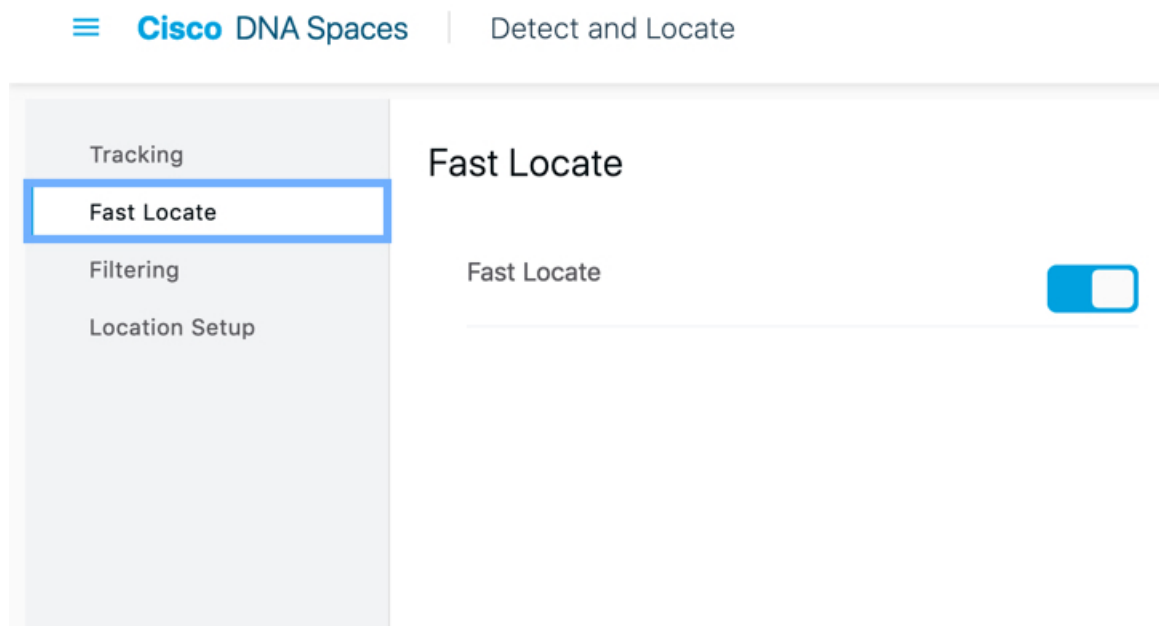 Cisco DNA Spaces
Detect and Locate
Tracking
Fast Locate
Filtering
Location Setup
Fast Locate
Fast Locate